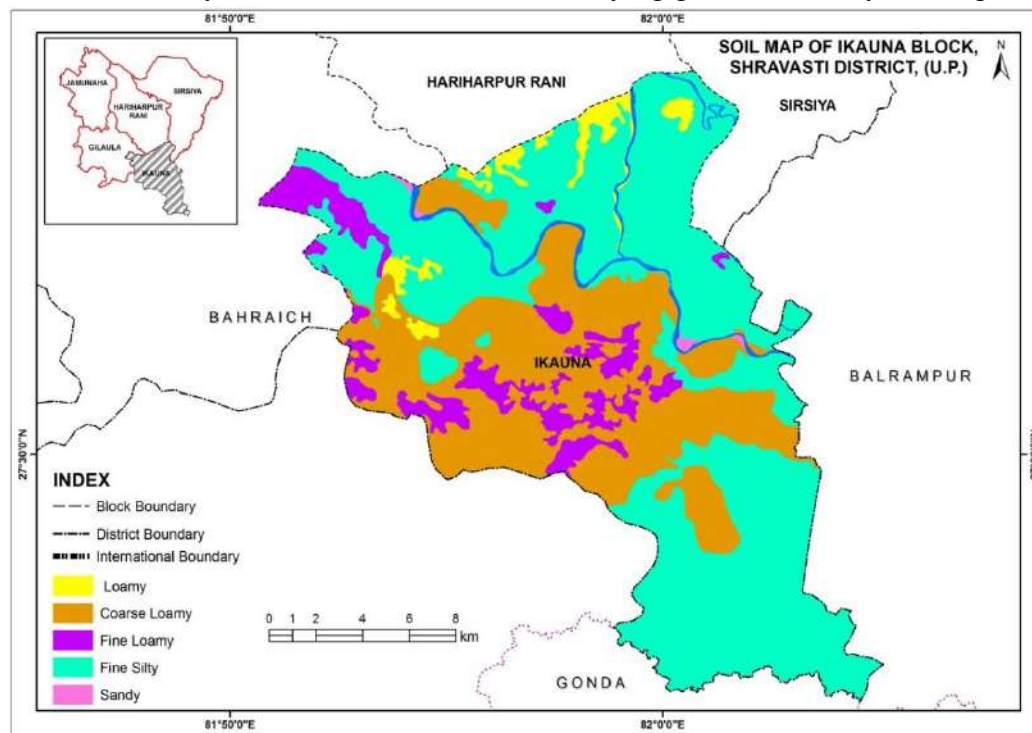 81°50'0"E
82°0'0"E
SOIL MAP OF IKAUNA BLOCK,
SHRAVASTI DISTRICT, (U.P.)
N
JAMUNAHA
HARIHARPUR
RANI
SIRSIYA
GILAULA
IKAUNA
HARIHARPUR RANI
SIRSIYA
BAHRAICH
IKAUNA
BALRAMPUR
27°30'0"N
INDEX
Block Boundary
District Boundary
International Boundary
Loamy
Coarse Loamy
Fine Loamy
Fine Silty
Sandy
0 1 2 4 6 8
km
GONDA
81°50'0"E
82°0'0"E